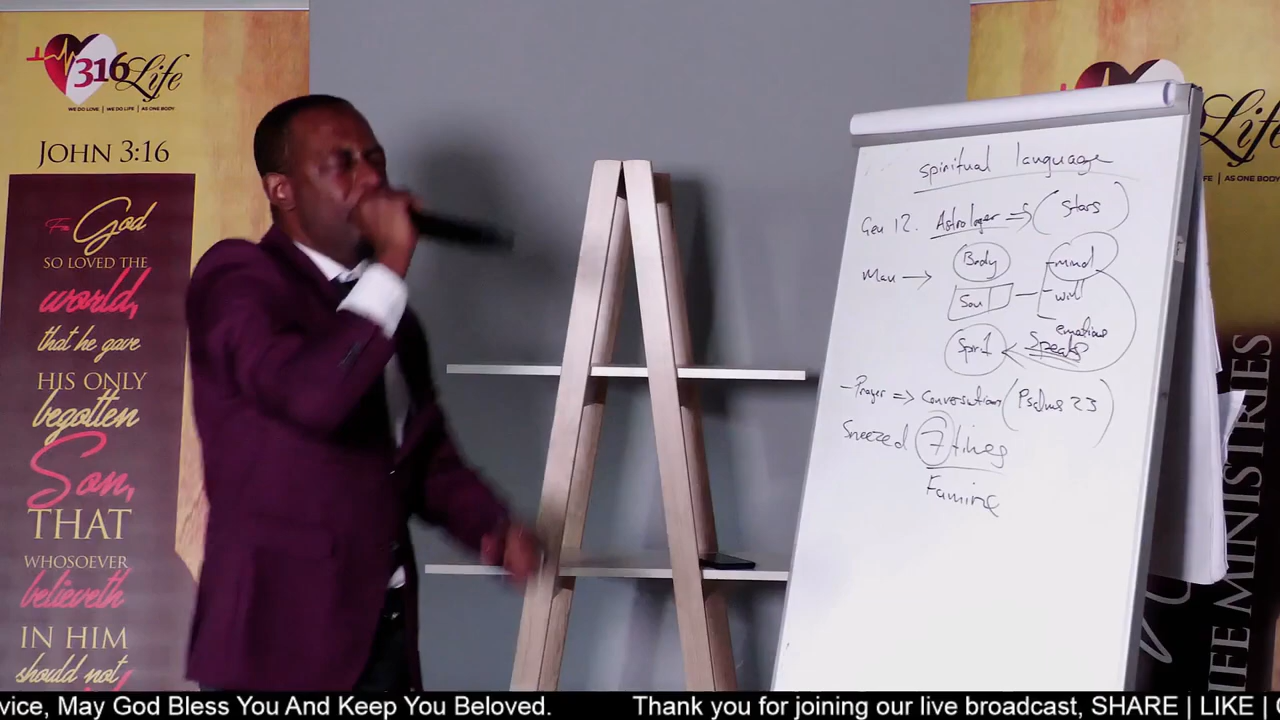 316 Life
WE DO LOVE | WE DO LIFE | AS ONE BODY
JOHN 3:16
For God
SO LOVED THE
world,
that he gave
HIS ONLY
begotten
Son,
THAT
WHOSOEVER
believeth
IN HIM
should not
spiritual language
Gen 12. Astrologer => (Stars)
Man -> Body mind
Soul will
emotions
Spirit Speaks
- Prayer => Conversation (Psalms 23)
Sneezed 7 times
Famine
Life
FE | AS ONE BODY
LIFE MINISTRIES
vice, May God Bless You And Keep You Beloved. Thank you for joining our live broadcast, SHARE | LIKE |